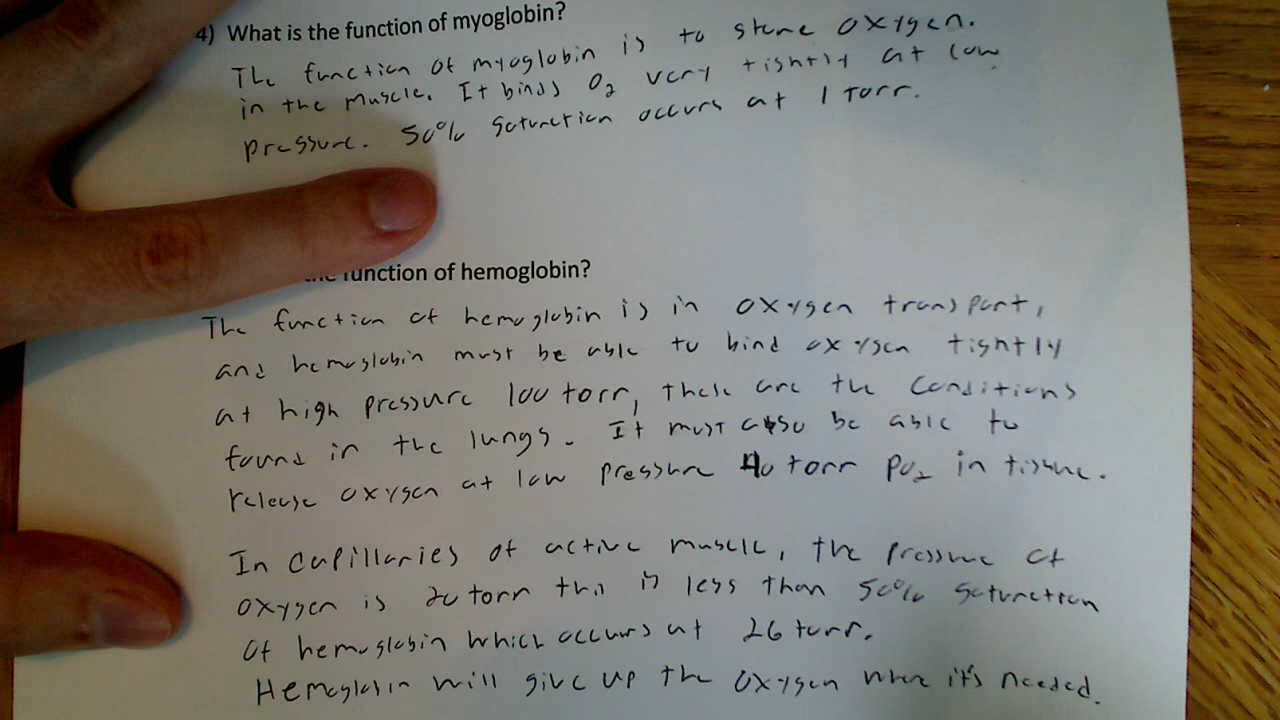 4) What is the function of myoglobin?
The function of myoglobin is to store oxygen.
in the muscle. It binds O2 very tightly at low
pressure. 50% saturation occurs at 1 torr.
the function of hemoglobin?
The function of hemoglobin is in oxygen transport,
and hemoglobin must be able to bind oxygen tightly
at high pressure 100 torr, these are the conditions
found in the lungs. It must also be able to
release oxygen at low pressure 40 torr PO2 in tissue.
In capillaries of active muscle, the pressure of
oxygen is 20 torr this is less than 50% saturation
of hemoglobin which occurs at 26 torr.
Hemoglobin will give up the oxygen when it's needed.